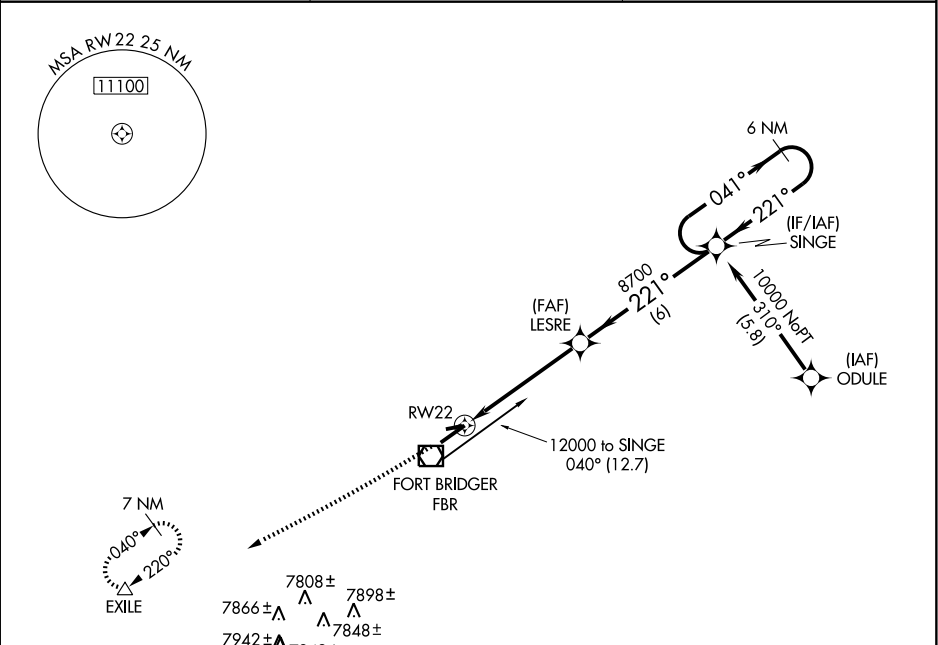 MSA RW22 25 NM
11100
6 NM
041°
221°
(IF/IAF)
SINGE
8700
221°
(6)
10000 NoPT
310°
(5.8)
(FAF)
LESRE
(IAF)
ODULE
RW22
12000 to SINGE
040° (12.7)
FORT BRIDGER
FBR
7 NM
040°
220°
EXILE
7808±
7866±
7898±
7848±
7942±